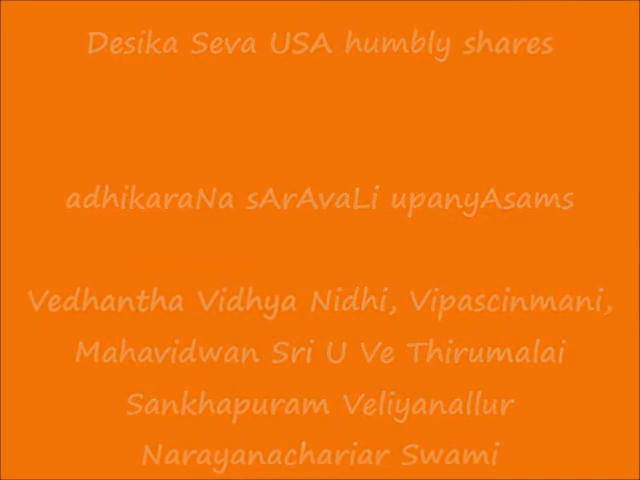 Desika Seva USA humbly shares
adhikaraNa sArAvaLi upanyAsams
Vedhantha Vidhya Nidhi, Vipascinmani,
Mahavidwan Sri U Ve Thirumalai
Sankhapuram Veliyanallur
Narayanachariar Swami